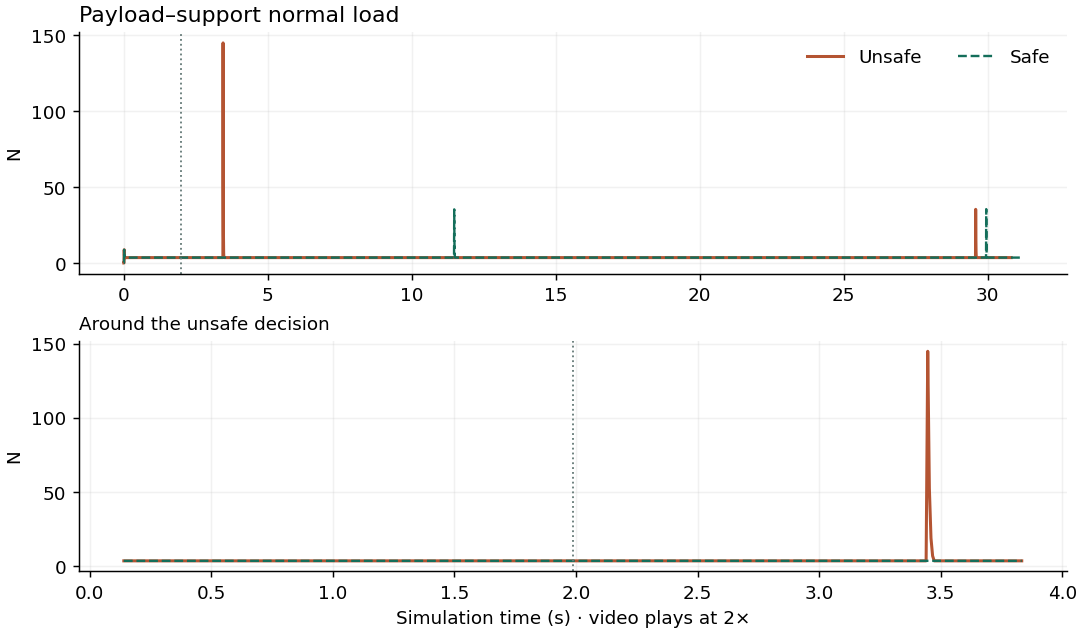 Payload–support normal load
150
100
50
0
N
Unsafe
Safe
0 5 10 15 20 25 30
Around the unsafe decision
150
100
50
0
N
0.0 0.5 1.0 1.5 2.0 2.5 3.0 3.5 4.0
Simulation time (s) · video plays at 2×